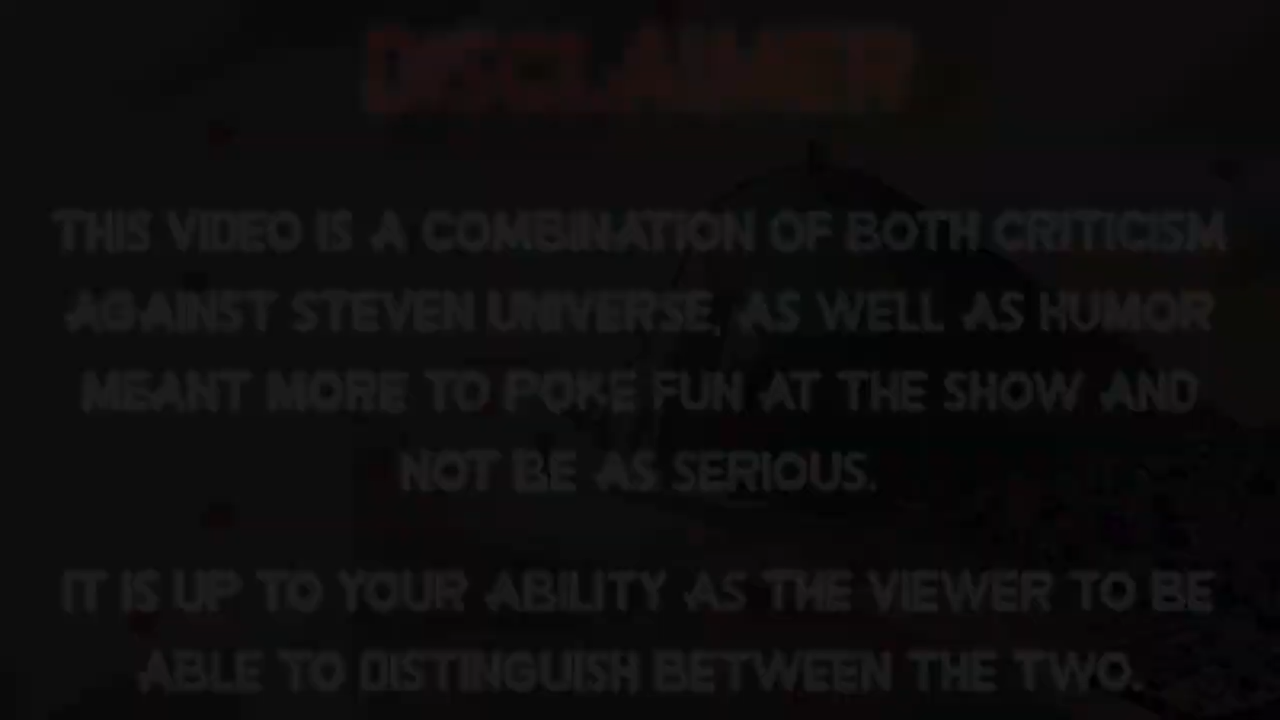 DISCLAIMER
THIS VIDEO IS A COMBINATION OF BOTH CRITICISM
AGAINST STEVEN UNIVERSE, AS WELL AS HUMOR
MEANT MORE TO POKE FUN AT THE SHOW AND
NOT BE AS SERIOUS.
IT IS UP TO YOUR ABILITY AS THE VIEWER TO BE
ABLE TO DISTINGUISH BETWEEN THE TWO.